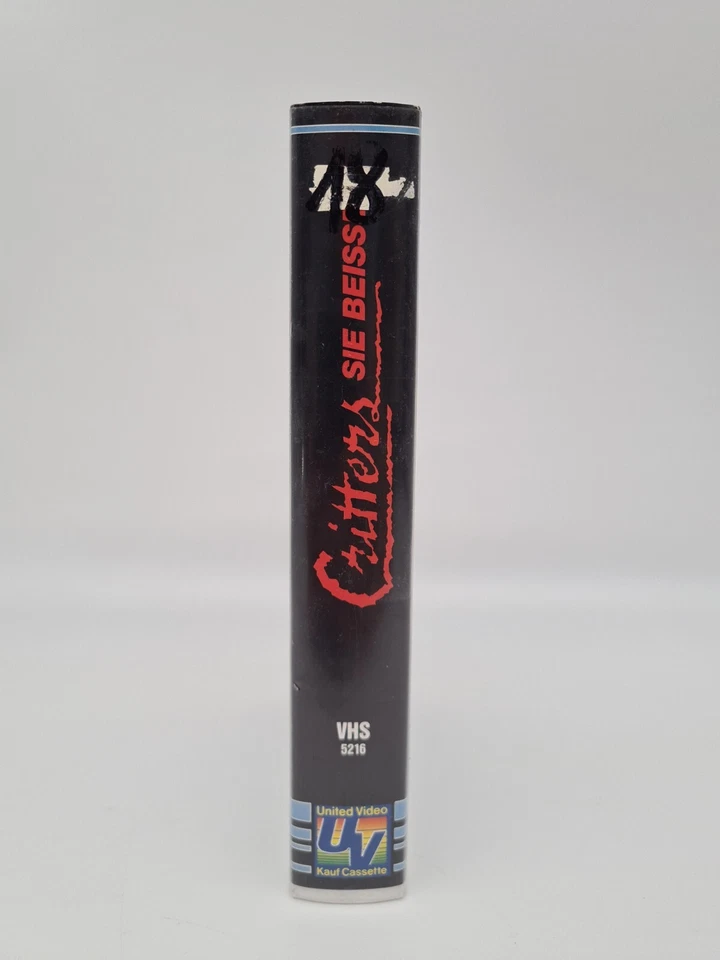 18
Critters SIE BEISS
VHS
5216
United Video
UV
Kauf Cassette